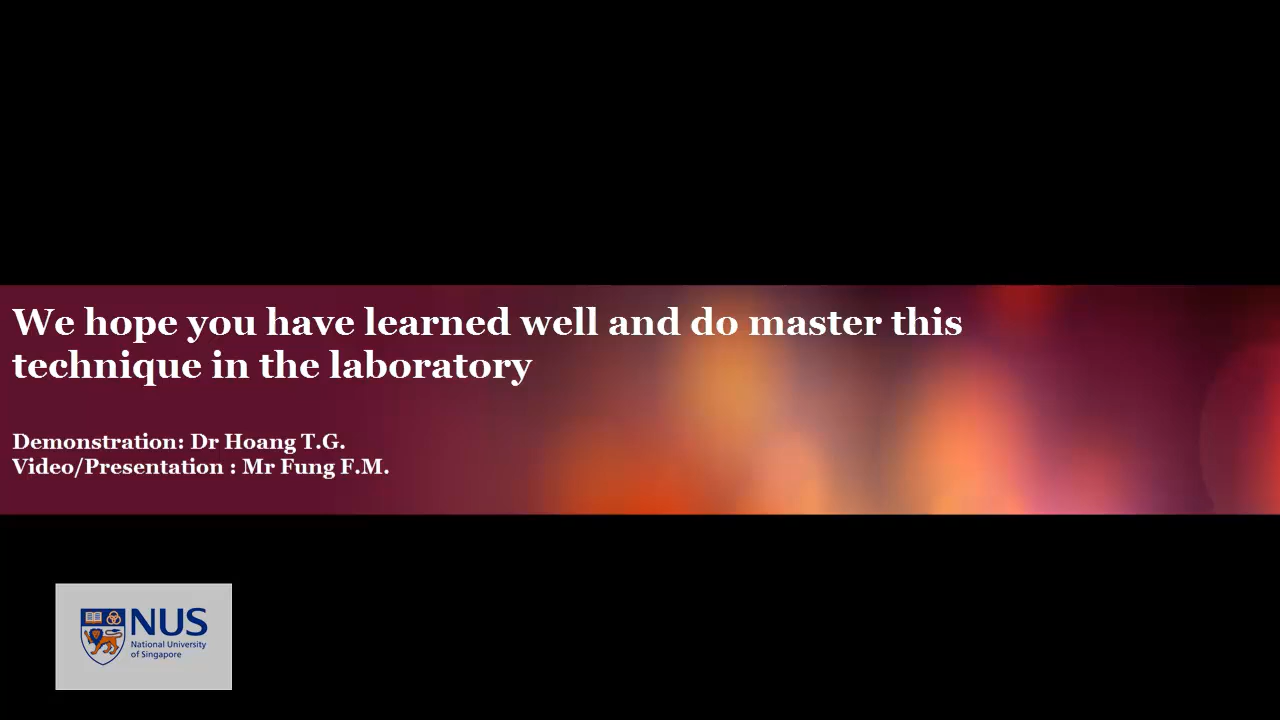 We hope you have learned well and do master this
technique in the laboratory
Demonstration: Dr Hoang T.G.
Video/Presentation : Mr Fung F.M.
NUS
National University
of Singapore